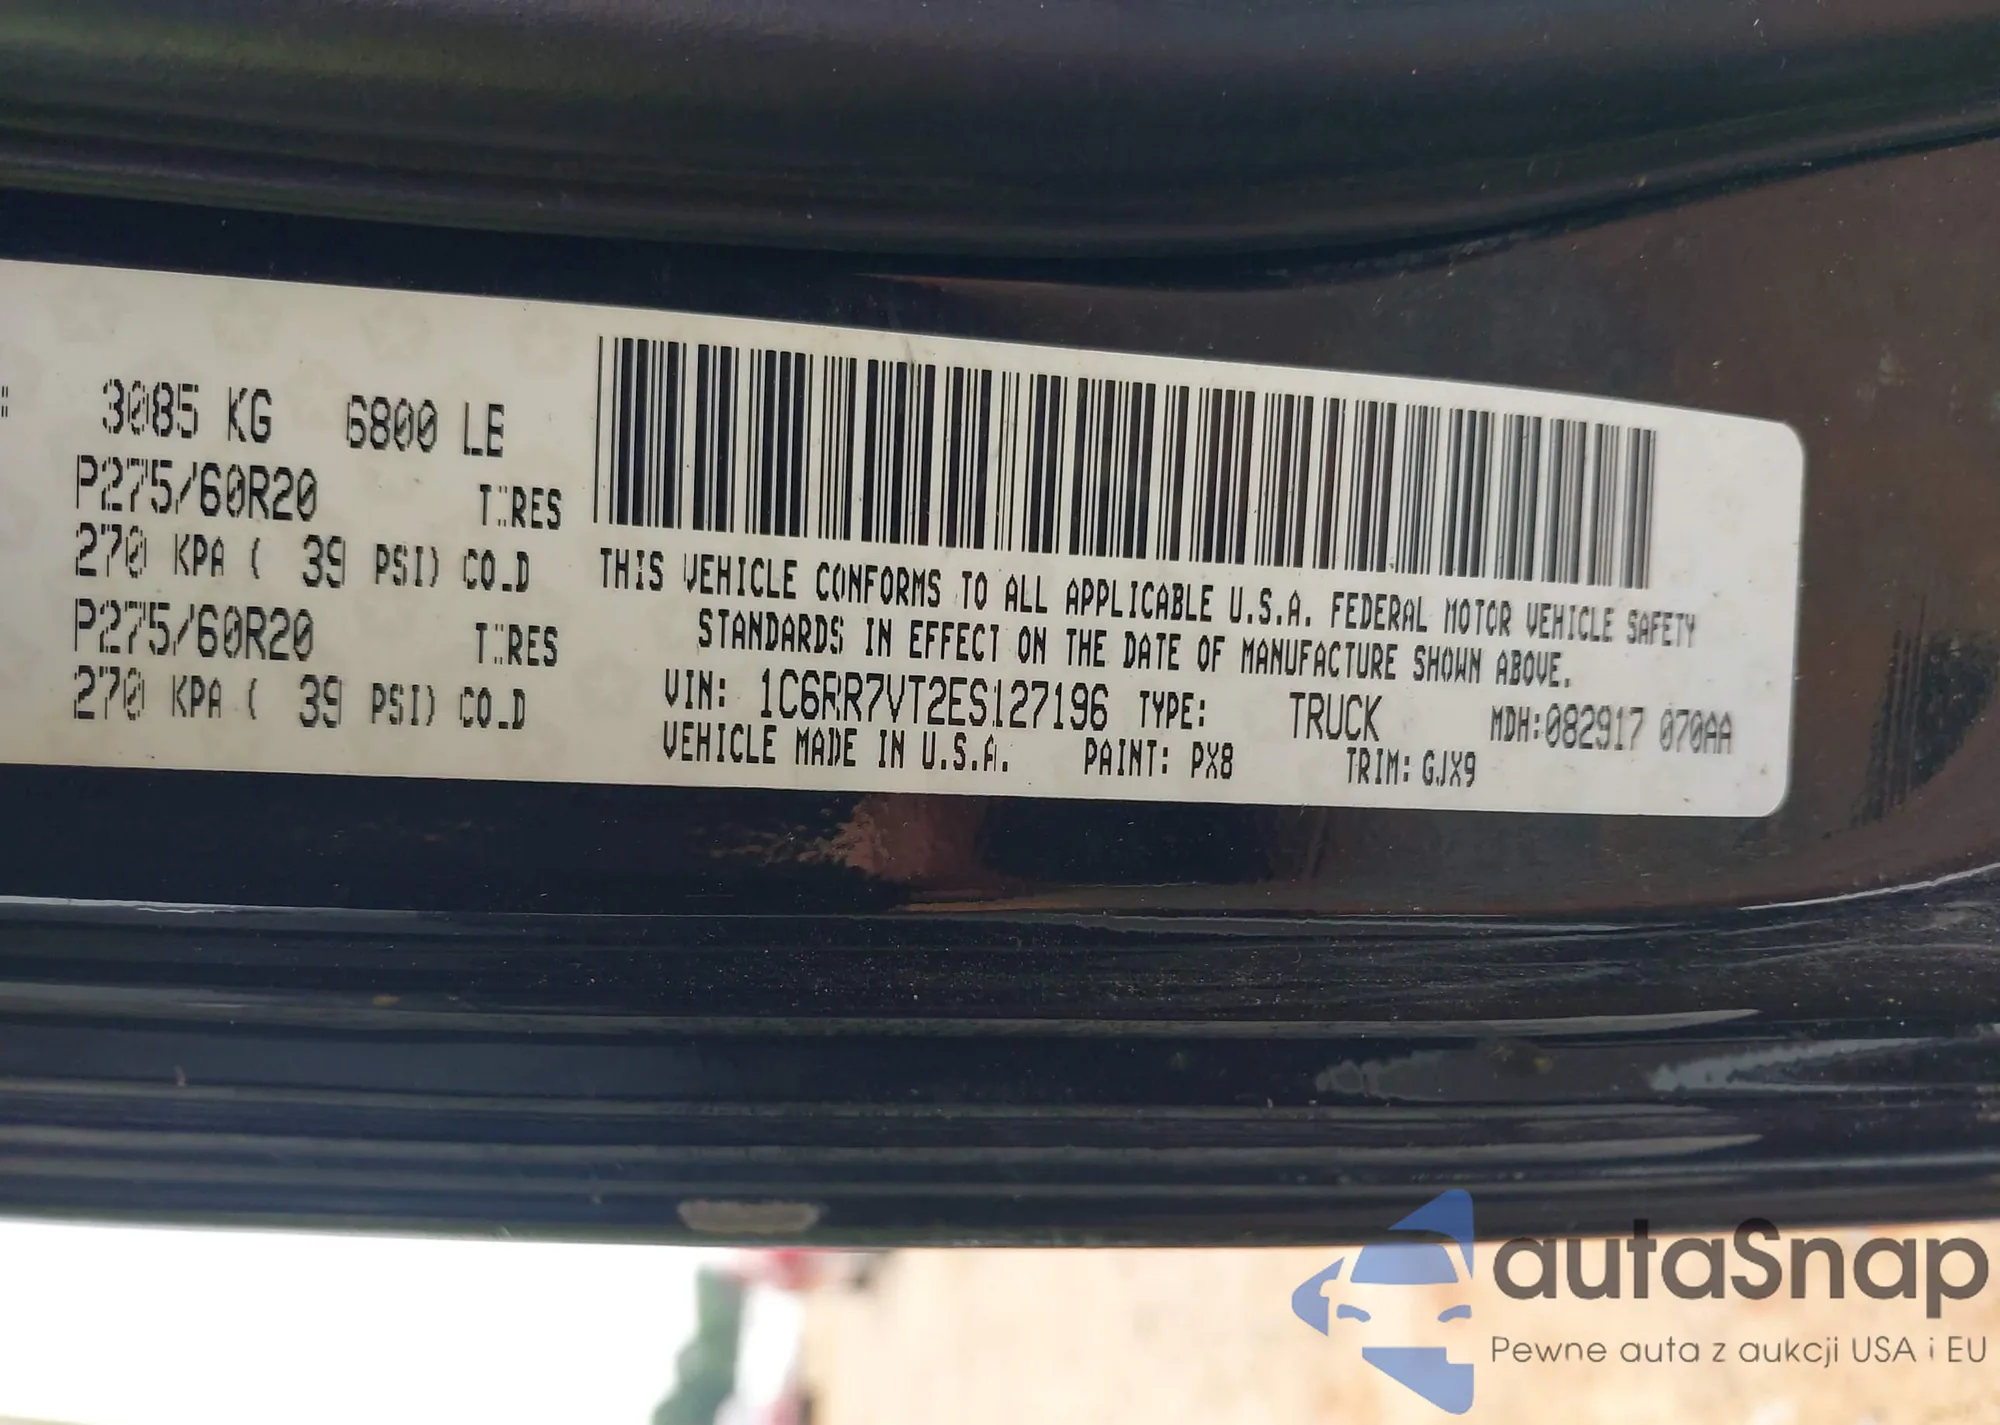 3085 KG 6800 LB
P275/60R20 TIRES
270 KPA ( 39 PSI) COLD
P275/60R20 TIRES
270 KPA ( 39 PSI) COLD
THIS VEHICLE CONFORMS TO ALL APPLICABLE U.S.A. FEDERAL MOTOR VEHICLE SAFETY
STANDARDS IN EFFECT ON THE DATE OF MANUFACTURE SHOWN ABOVE.
VIN: 1C6RR7VT2ES127196 TYPE: TRUCK MDH:082917 070AA
VEHICLE MADE IN U.S.A. PAINT: PX8 TRIM: GJX9
autaSnap
Pewne auta z aukcji USA i EU